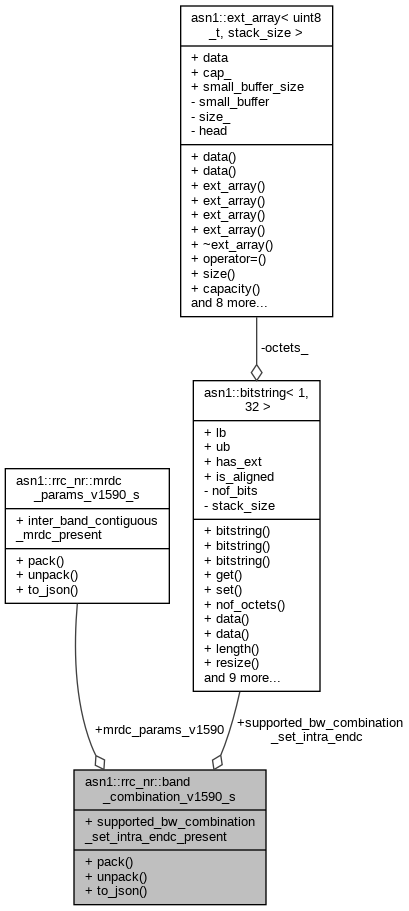 asn1::ext_array< uint8
_t, stack_size >
+ data
+ cap_
+ small_buffer_size
- small_buffer
- size_
- head
+ data()
+ data()
+ ext_array()
+ ext_array()
+ ext_array()
+ ext_array()
+ ~ext_array()
+ operator=()
+ size()
+ capacity()
and 8 more...
-octets_
asn1::bitstring< 1,
32 >
+ lb
+ ub
+ has_ext
+ is_aligned
- nof_bits
- stack_size
+ bitstring()
+ bitstring()
+ bitstring()
+ get()
+ set()
+ nof_octets()
+ data()
+ data()
+ length()
+ resize()
and 9 more...
asn1::rrc_nr::mrdc
_params_v1590_s
+ inter_band_contiguous
_mrdc_present
+ pack()
+ unpack()
+ to_json()
+mrdc_params_v1590
+supported_bw_combination
_set_intra_endc
asn1::rrc_nr::band
_combination_v1590_s
+ supported_bw_combination
_set_intra_endc_present
+ pack()
+ unpack()
+ to_json()